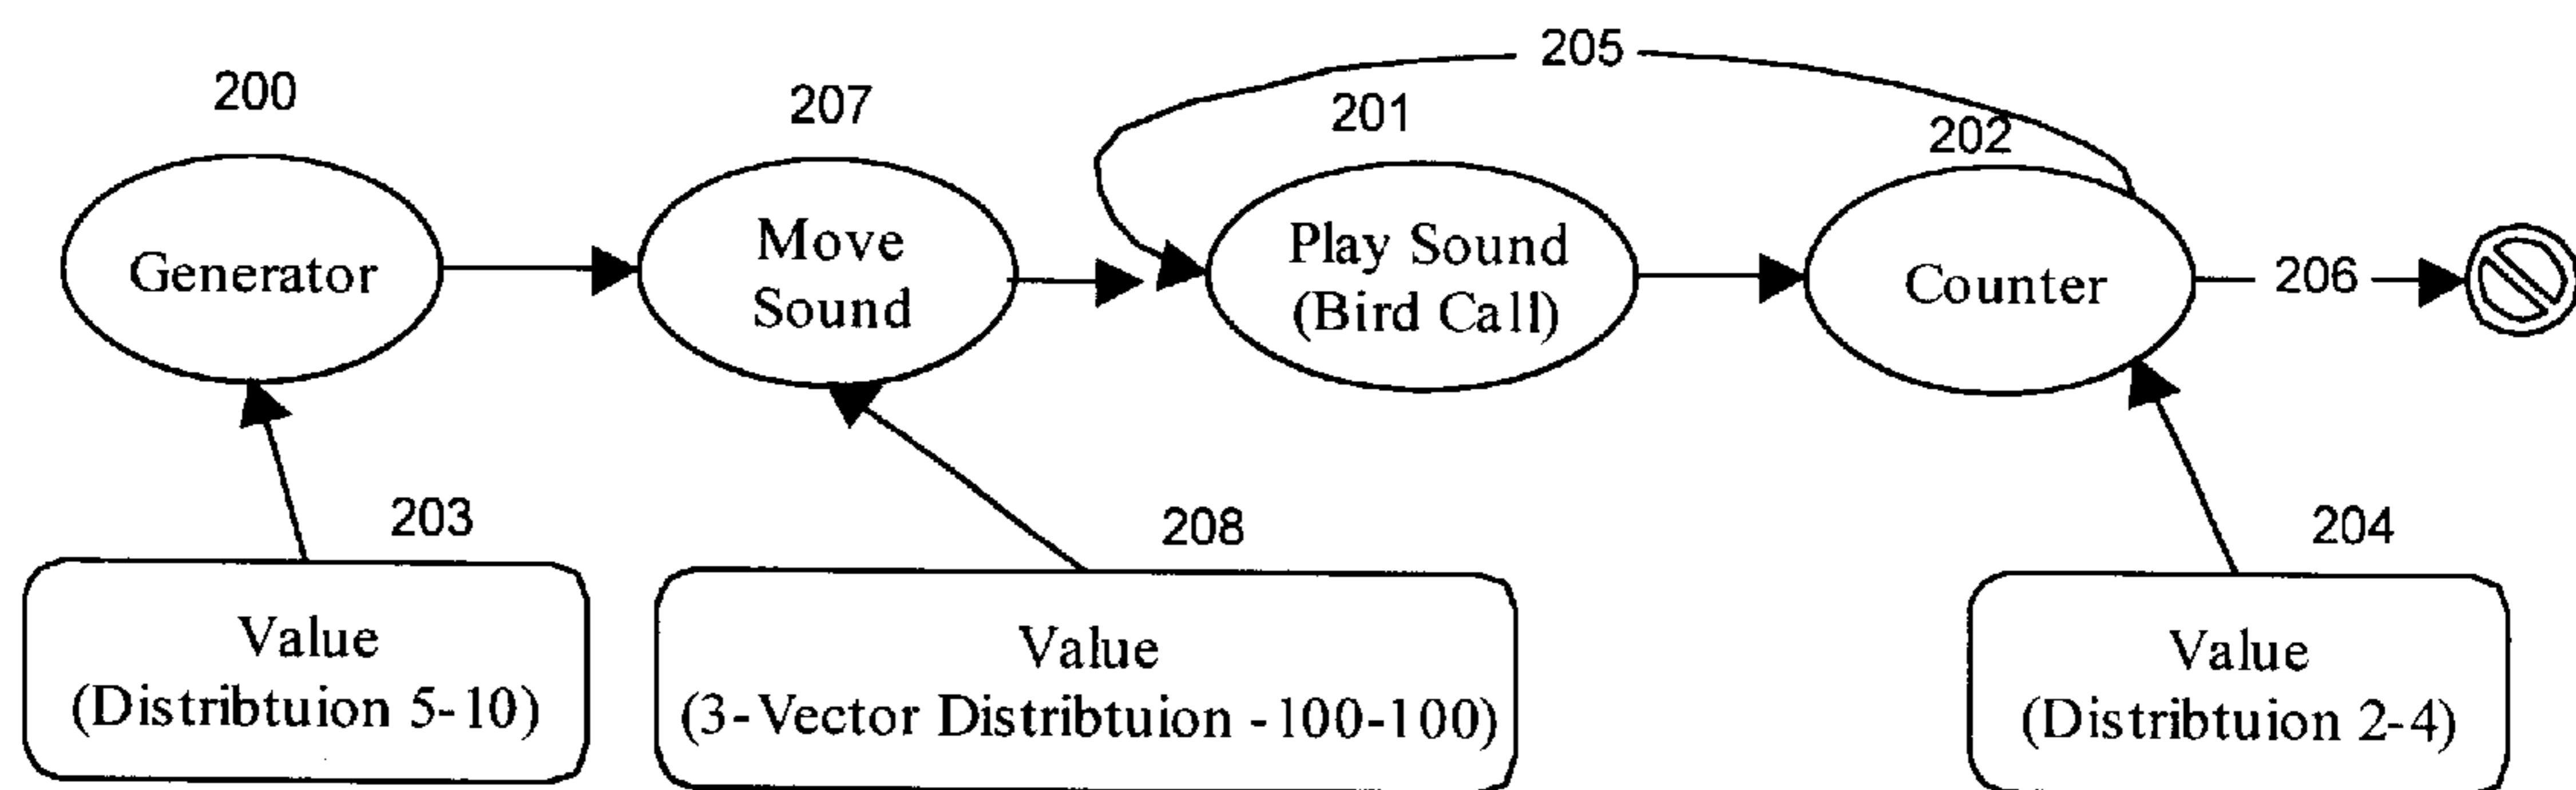 205
200
207
201
202
Generator
Move
Sound
Play Sound
(Bird Call)
Counter
206
203
208
204
Value
(Distribtuion 5-10)
Value
(3-Vector Distribtuion -100-100)
Value
(Distribtuion 2-4)